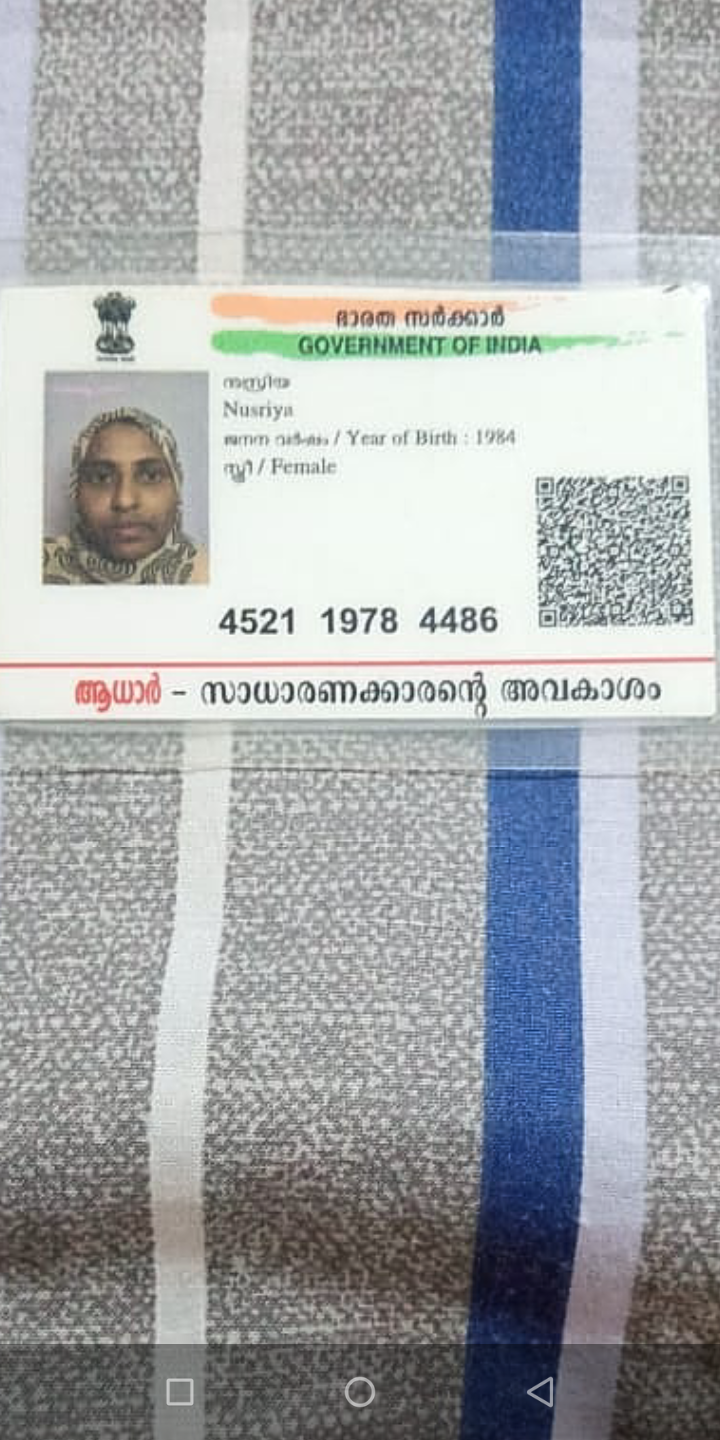 ഭാരത സർക്കാർ
GOVERNMENT OF INDIA
നസ്രിയ
Nusriya
ജനന വർഷം / Year of Birth : 1984
സ്ത്രീ / Female
4521 1978 4486
ആധാർ - സാധാരണക്കാരന്റെ അവകാശം